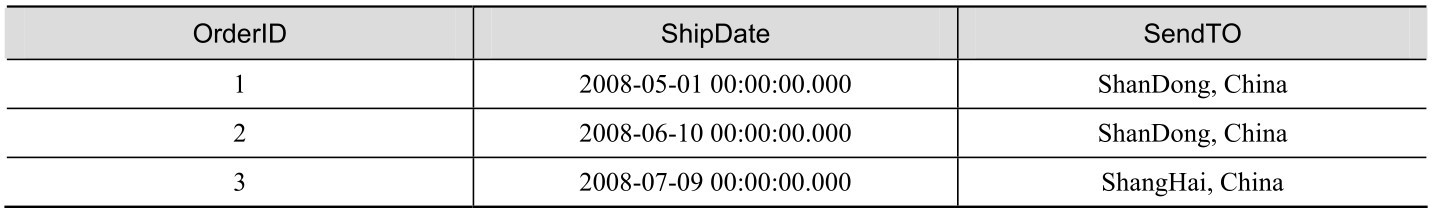 OrderID ShipDate SendTO
1 2008-05-01 00:00:00.000 ShanDong, China
2 2008-06-10 00:00:00.000 ShanDong, China
3 2008-07-09 00:00:00.000 ShangHai, China